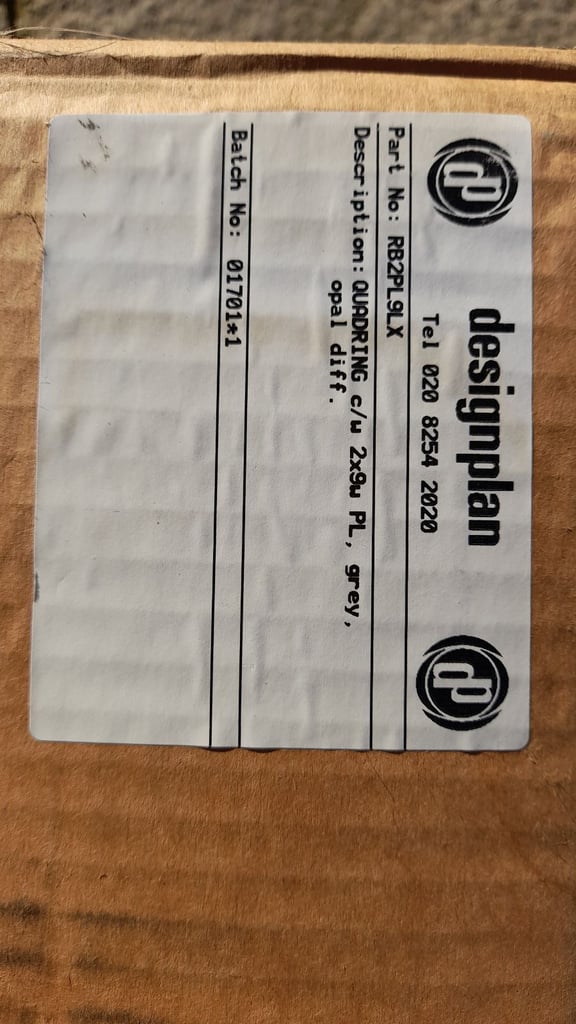 dp designplan dp
Tel 020 8254 2020
Part No: RB2PL9LX
Description: QUADRING c/w 2x9w PL, grey,
opal diff.
Batch No: 01701*1